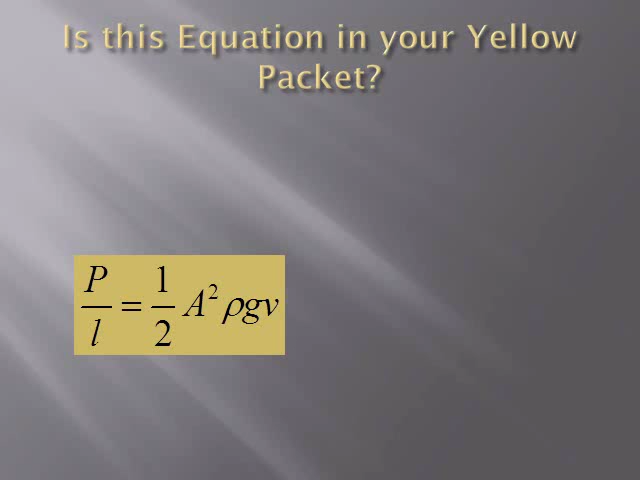 Is this Equation in your Yellow
Packet?
P/l = 1/2 A²ρgv